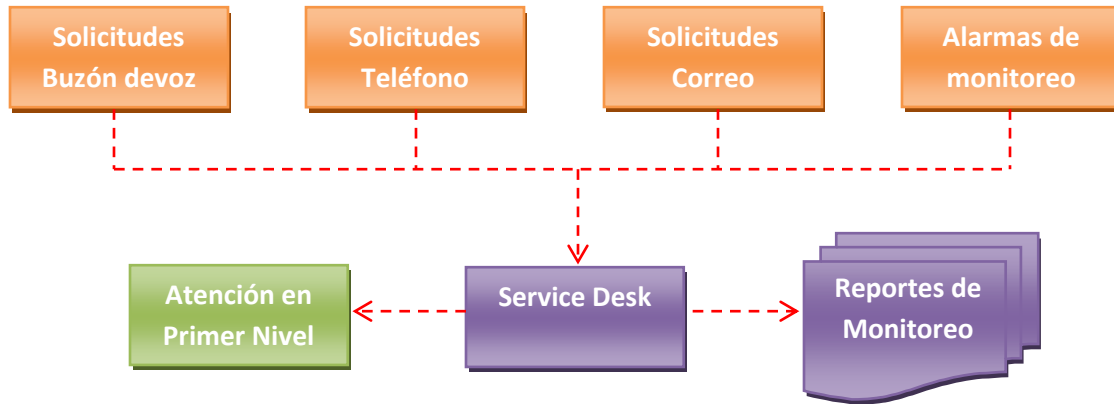 Solicitudes
Buzón devoz
Solicitudes
Teléfono
Solicitudes
Correo
Alarmas de
monitoreo
Atención en
Primer Nivel
Service Desk
Reportes de
Monitoreo